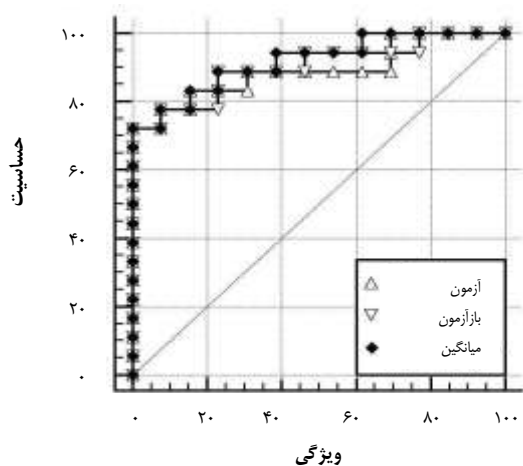 حساسیت
۱۰۰
۸۰
۶۰
۴۰
۲۰
۰
آزمون
بازآزمون
میانگین
۰ ۲۰ ۴۰ ۶۰ ۸۰ ۱۰۰
ویژگی